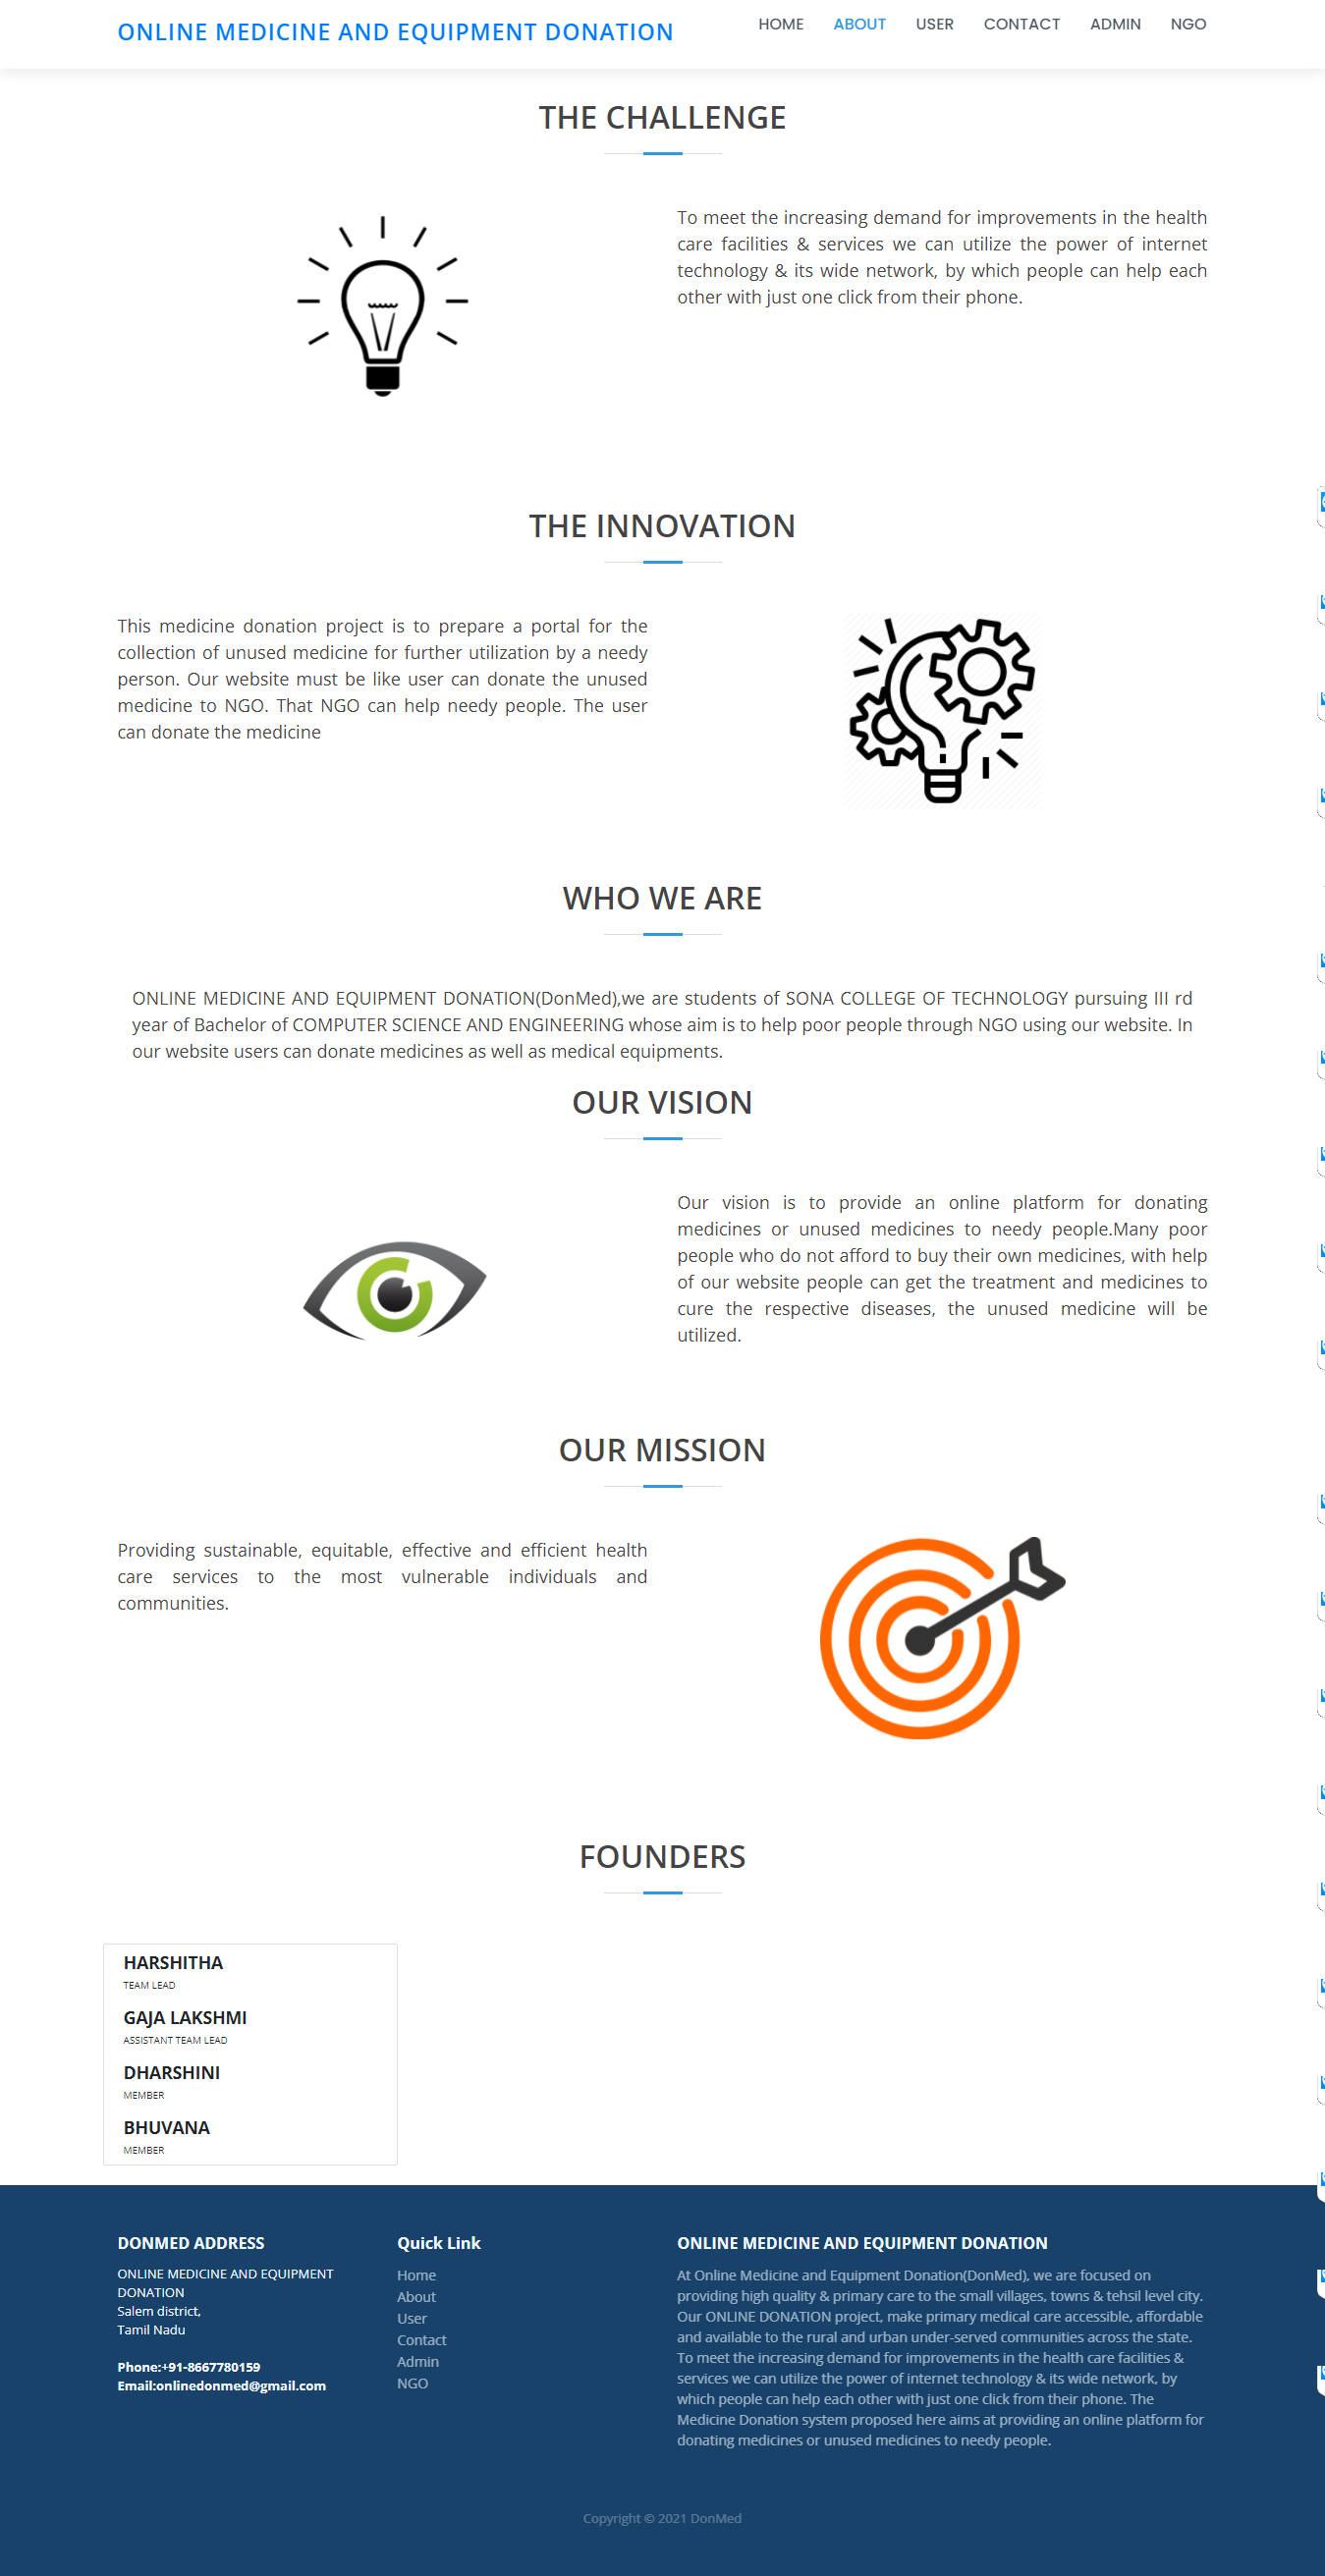 ONLINE MEDICINE AND EQUIPMENT DONATION
HOME
ABOUT
USER
CONTACT
ADMIN
NGO
THE CHALLENGE
To meet the increasing demand for improvements in the health
care facilities & services we can utilize the power of internet
technology & its wide network, by which people can help each
other with just one click from their phone.
THE INNOVATION
This medicine donation project is to prepare a portal for the
collection of unused medicine for further utilization by a needy
person. Our website must be like user can donate the unused
medicine to NGO. That NGO can help needy people. The user
can donate the medicine
WHO WE ARE
ONLINE MEDICINE AND EQUIPMENT DONATION(DonMed),we are students of SONA COLLEGE OF TECHNOLOGY pursuing III rd
year of Bachelor of COMPUTER SCIENCE AND ENGINEERING whose aim is to help poor people through NGO using our website. In
our website users can donate medicines as well as medical equipments.
OUR VISION
Our vision is to provide an online platform for donating
medicines or unused medicines to needy people.Many poor
people who do not afford to buy their own medicines, with help
of our website people can get the treatment and medicines to
cure the respective diseases, the unused medicine will be
utilized.
OUR MISSION
Providing sustainable, equitable, effective and efficient health
care services to the most vulnerable individuals and
communities.
FOUNDERS
HARSHITHA
TEAM LEAD
GAJA LAKSHMI
ASSISTANT TEAM LEAD
DHARSHINI
MEMBER
BHUVANA
MEMBER
DONMED ADDRESS
ONLINE MEDICINE AND EQUIPMENT
DONATION
Salem district,
Tamil Nadu
Phone:+91-8667780159
Email:onlinedonmed@gmail.com
Quick Link
Home
About
User
Contact
Admin
NGO
ONLINE MEDICINE AND EQUIPMENT DONATION
At Online Medicine and Equipment Donation(DonMed), we are focused on
providing high quality & primary care to the small villages, towns & tehsil level city.
Our ONLINE DONATION project, make primary medical care accessible, affordable
and available to the rural and urban under-served communities across the state.
To meet the increasing demand for improvements in the health care facilities &
services we can utilize the power of internet technology & its wide network, by
which people can help each other with just one click from their phone. The
Medicine Donation system proposed here aims at providing an online platform for
donating medicines or unused medicines to needy people.
Copyright © 2021 DonMed